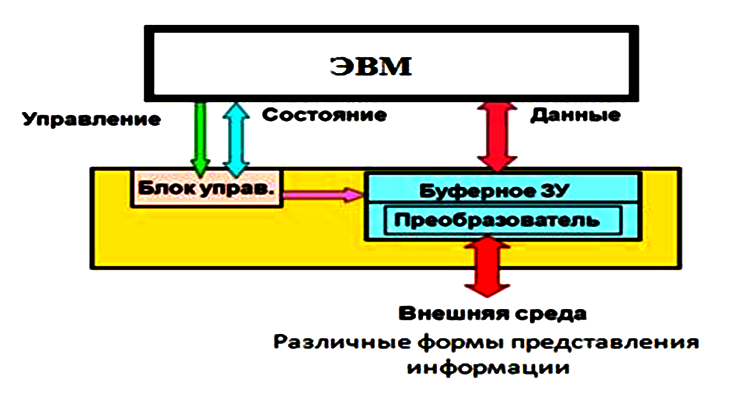 ЭВМ
Управление
Состояние
Данные
Блок управ.
Буферное ЗУ
Преобразователь
Внешняя среда
Различные формы представления
информации